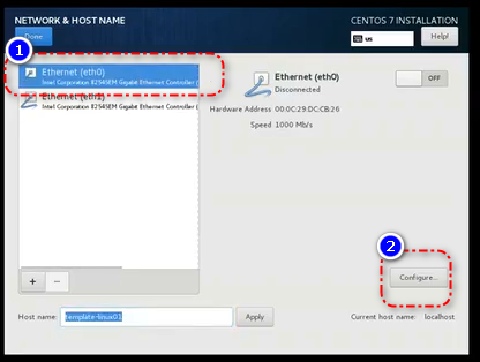 NETWORK & HOST NAME
CENTOS 7 INSTALLATION
Done
us
Help!
1
Ethernet (eth0)
Intel Corporation 82545EM Gigabit Ethernet Controller (
Ethernet (eth1)
Intel Corporation 82545EM Gigabit Ethernet Controller (
Ethernet (eth0)
Disconnected
OFF
Hardware Address 00:0C:29:DC:CB:26
Speed 1000 Mb/s
2
Configure...
+ −
Host name: template-linux01 Apply
Current host name: localhost